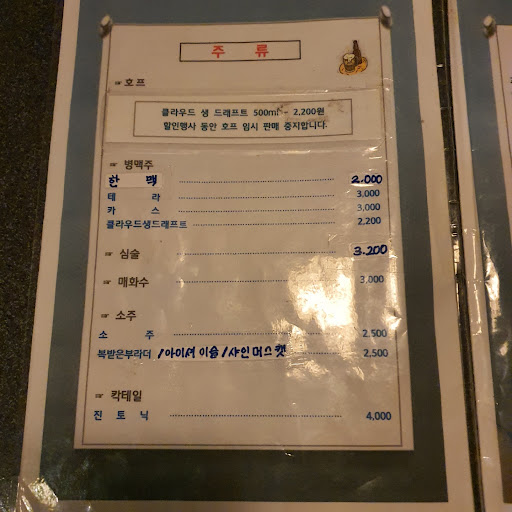 주 류
☞ 호프
클라우드 생 드래프트 500ml - 2,200원
할인행사 동안 호프 임시 판매 중지합니다.
☞ 병맥주
한 맥 2,000
테 라 3,000
카 스 3,000
클라우드생드래프트 2,200
☞ 심술 3,200
☞ 매화수 3,000
☞ 소주
소 주 2,500
복받은부라더 /아이셔 이슬 /샤인 머스켓 2,500
☞ 칵테일
진 토 닉 4,000